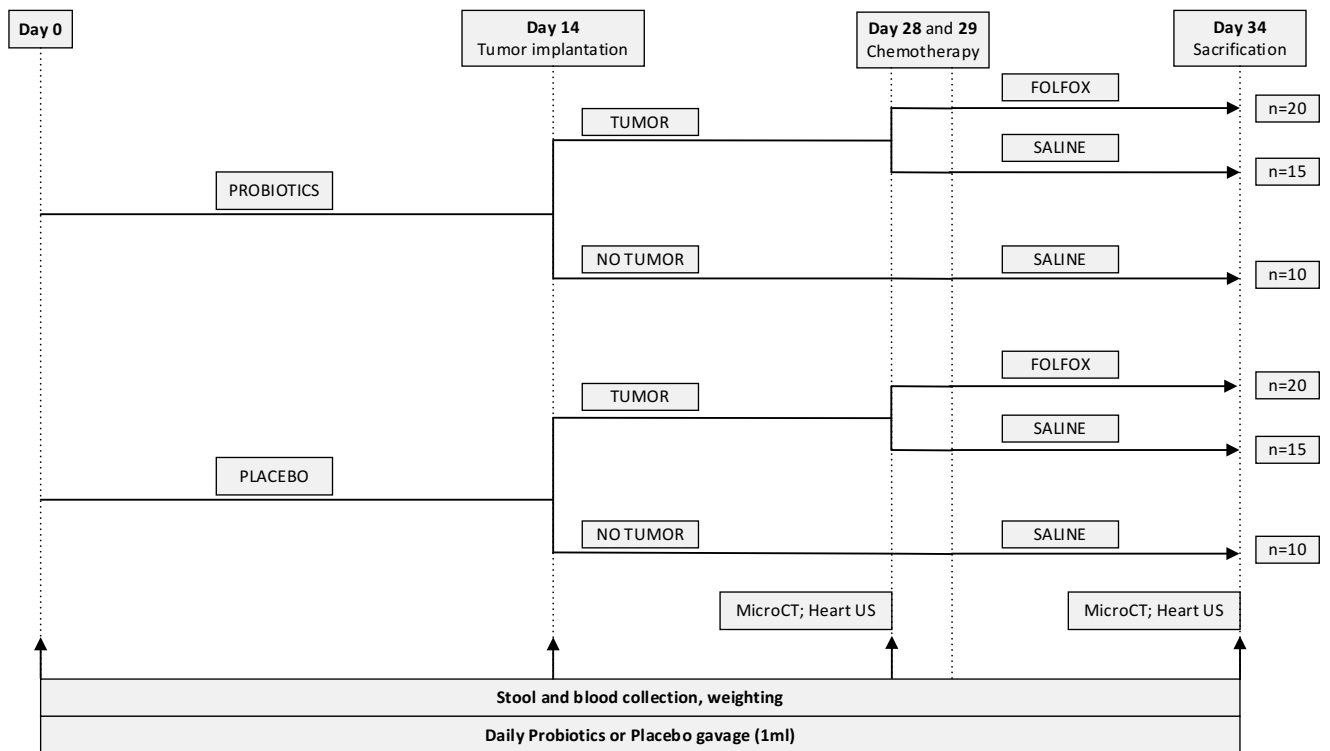 Day 0
Day 14
Tumor implantation
Day 28 and 29
Chemotherapy
Day 34
Sacrification
FOLFOX
n=20
TUMOR
SALINE
n=15
PROBIOTICS
NO TUMOR
SALINE
n=10
FOLFOX
n=20
TUMOR
SALINE
n=15
PLACEBO
NO TUMOR
SALINE
n=10
MicroCT; Heart US
MicroCT; Heart US
Stool and blood collection, weighting
Daily Probiotics or Placebo gavage (1ml)